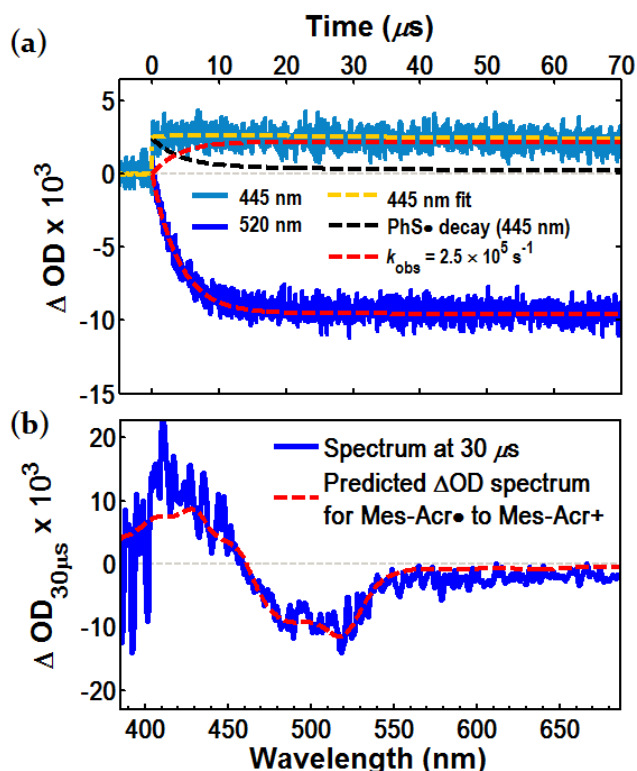 (a)
Time (μs)
0 10 20 30 40 50 60 70
Δ OD x 10³
5
0
-5
-10
-15
445 nm
520 nm
445 nm fit
PhS• decay (445 nm)
k_obs = 2.5 × 10⁵ s⁻¹
(b)
Δ OD_30μs x 10³
20
10
0
-10
-20
Spectrum at 30 μs
Predicted ΔOD spectrum
for Mes-Acr• to Mes-Acr+
400 450 500 550 600 650
Wavelength (nm)